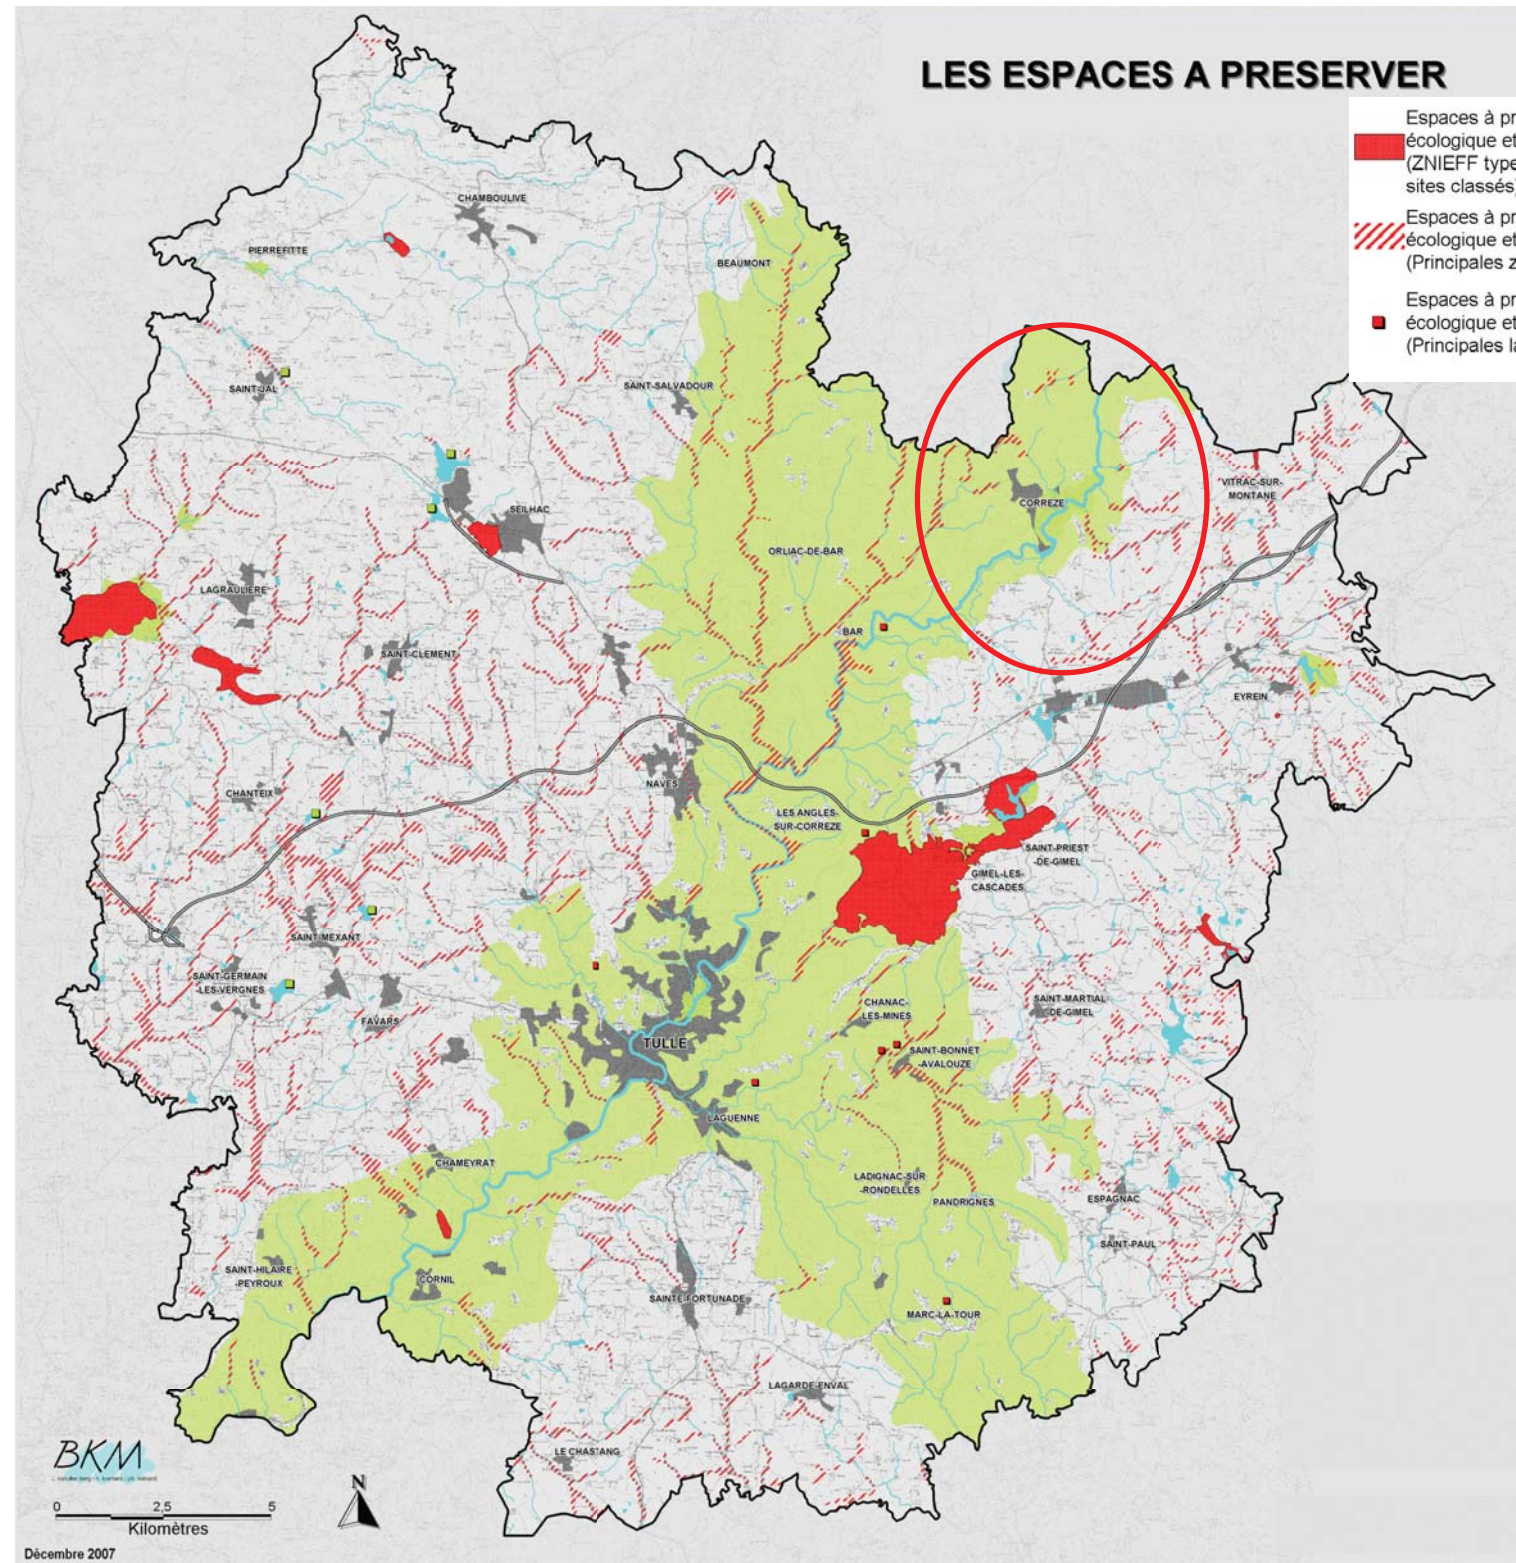 LES ESPACES A PRESERVER
Espaces à pr
écologique et
(ZNIEFF type
sites classés)
Espaces à pr
écologique et
(Principales z
Espaces à pr
écologique et
(Principales la
CHAMBOULIVE
PIERREFITTE
BEAUMONT
SAINT-JAL
SAINT-SALVADOUR
VITRAC-SUR-
MONTANE
CORREZE
SEILHAC
ORLIAC-DE-BAR
LAGRAULIERE
BAR
SAINT-CLEMENT
EYREIN
NAVES
CHANTEIX
LES ANGLES-
SUR-CORREZE
SAINT-PRIEST
-DE-GIMEL
GIMEL-LES-
CASCADES
SAINT-MEXANT
SAINT-GERMAIN
-LES-VERGNES
FAVARS
CHANAC-
LES-MINES
SAINT-MARTIAL
-DE-GIMEL
TULLE
SAINT-BONNET
-AVALOUZE
LAGUENNE
CHAMEYRAT
LADIGNAC-SUR
-RONDELLES
PANDRIGNES
ESPAGNAC
SAINT-PAUL
SAINT-HILAIRE
-PEYROUX
CORNIL
SAINTE-FORTUNADE
MARC-LA-TOUR
LAGARDE-ENVAL
LE CHASTANG
BKM
N
0 2,5 5
Kilomètres
Décembre 2007